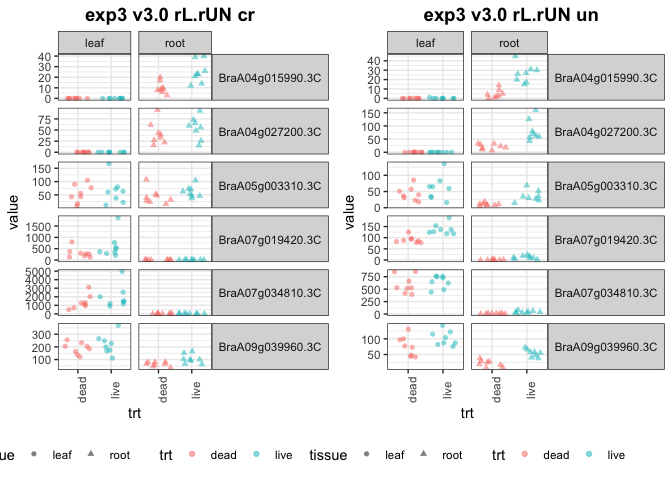 exp3 v3.0 rL.rUN cr
leaf
root
value
40
30
20
10
0
BraA04g015990.3C
75
50
25
0
BraA04g027200.3C
150
100
50
BraA05g003310.3C
1500
1000
500
0
BraA07g019420.3C
5000
4000
3000
2000
1000
0
BraA07g034810.3C
300
200
100
BraA09g039960.3C
dead
live
dead
live
trt
exp3 v3.0 rL.rUN un
leaf
root
value
40
30
20
10
0
BraA04g015990.3C
150
100
50
0
BraA04g027200.3C
100
50
0
BraA05g003310.3C
150
100
50
0
BraA07g019420.3C
750
500
250
0
BraA07g034810.3C
100
50
BraA09g039960.3C
dead
live
dead
live
trt
ue leaf root trt dead live
tissue leaf root trt dead live